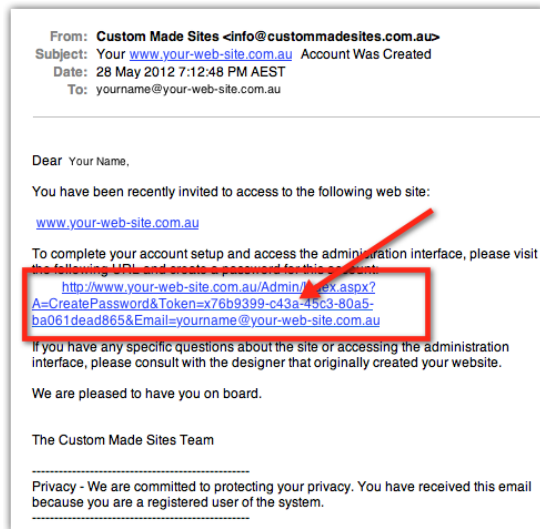 From: Custom Made Sites <info@custommadesites.com.au>
Subject: Your www.your-web-site.com.au Account Was Created
Date: 28 May 2012 7:12:48 PM AEST
To: yourname@your-web-site.com.au
Dear Your Name,
You have been recently invited to access to the following web site:
www.your-web-site.com.au
To complete your account setup and access the administration interface, please visit
the following URL and create a password for this account:
http://www.your-web-site.com.au/Admin/Index.aspx?
A=CreatePassword&Token=x76b9399-c43a-45c3-80a5-
ba061dead865&Email=yourname@your-web-site.com.au
If you have any specific questions about the site or accessing the administration
interface, please consult with the designer that originally created your website.
We are pleased to have you on board.
The Custom Made Sites Team
--------------------------------------------------
Privacy - We are committed to protecting your privacy. You have received this email
because you are a registered user of the system.
--------------------------------------------------